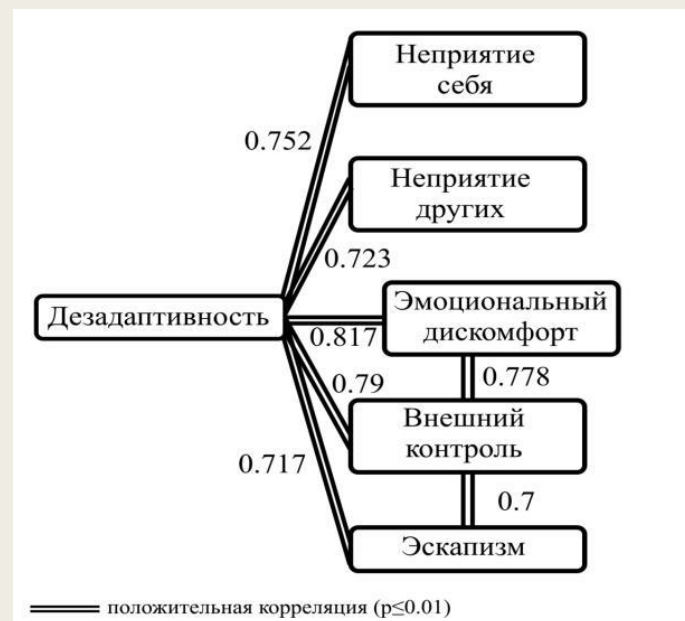 Неприятие
себя
0.752
Неприятие
других
0.723
Дезадаптивность
Эмоциональный
дискомфорт
0.817
0.778
0.79
Внешний
контроль
0.717
0.7
Эскапизм
положительная корреляция (p≤0.01)